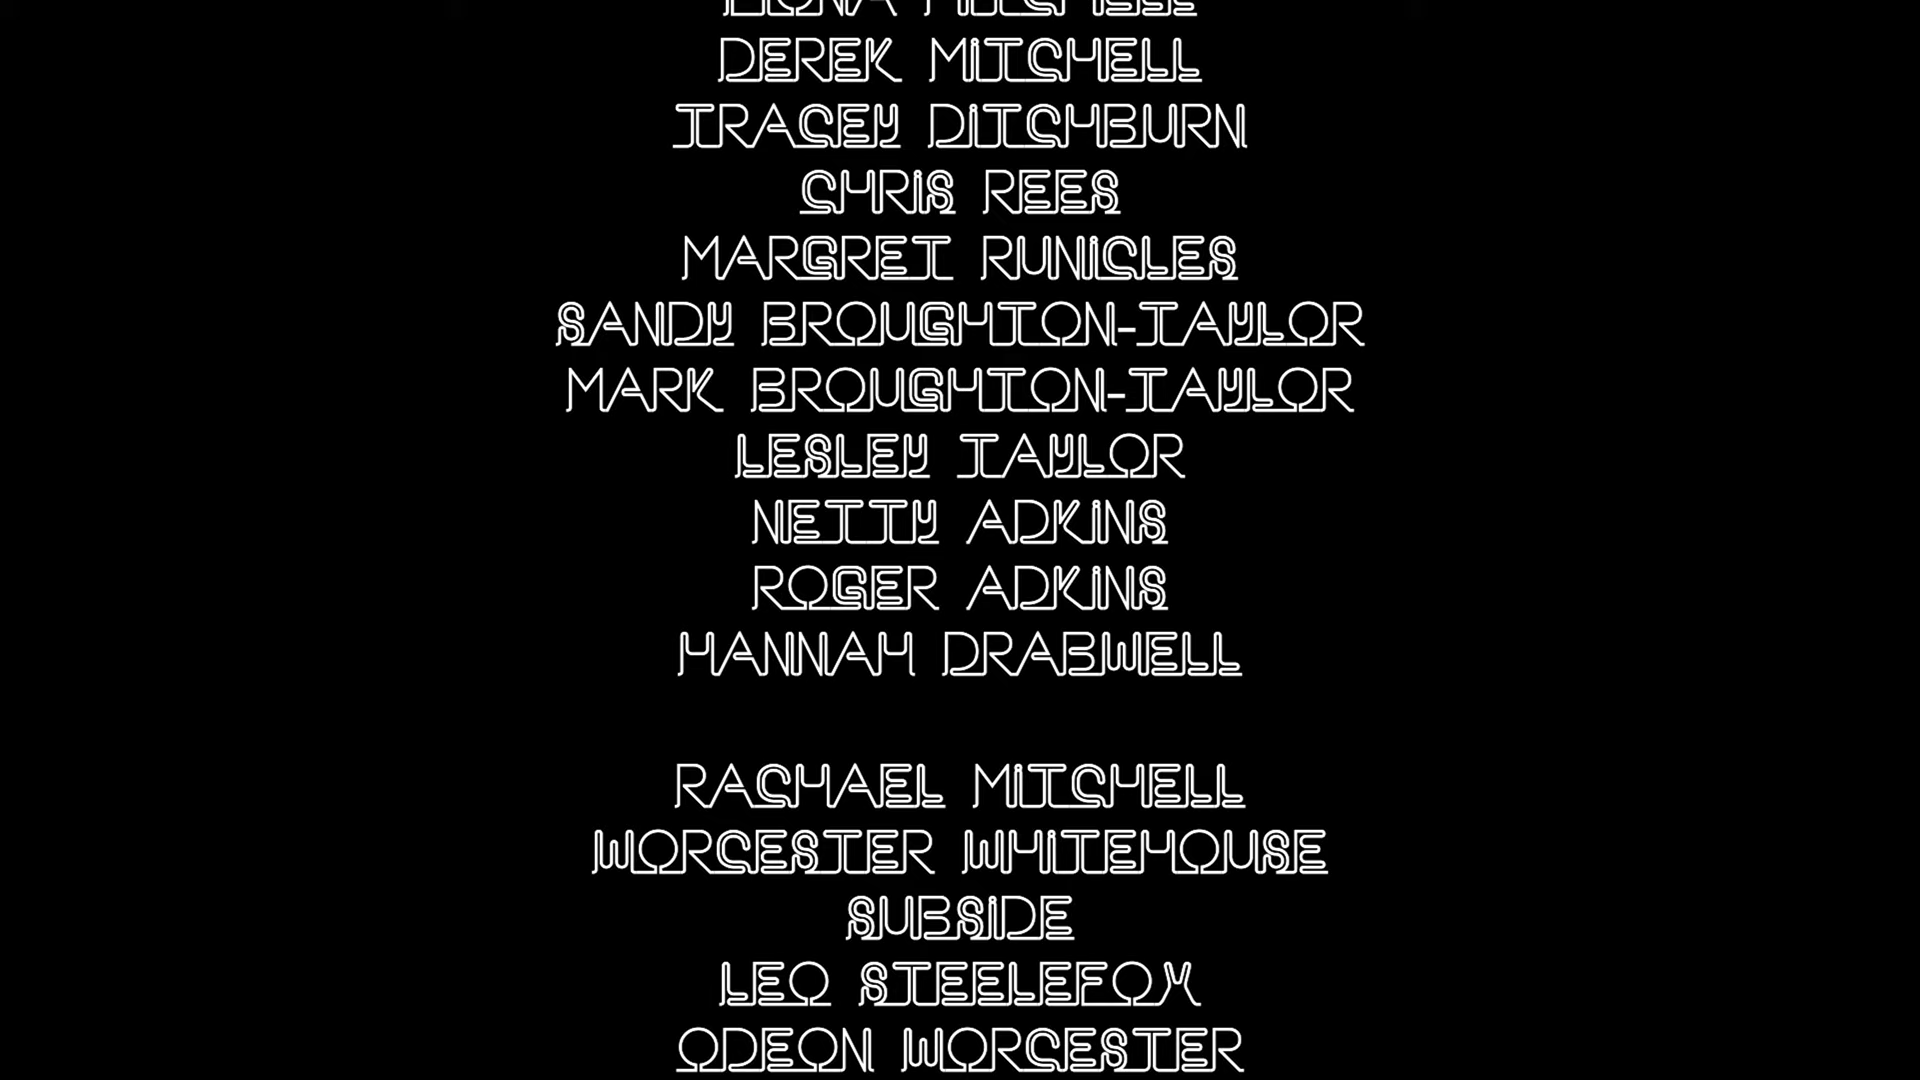 MITCHELL
DEREK MITCHELL
TRACEY DITCHBURN
CHRIS REES
MARGRET RUNICLES
SANDY BROUGHTON-TAYLOR
MARK BROUGHTON-TAYLOR
LESLEY TAYLOR
NETTY ADKINS
ROGER ADKINS
HANNAH DRABWELL
RACHAEL MITCHELL
WORCESTER WHITEHOUSE
SUBSIDE
LEO STEELEFOX
ODEON WORCESTER